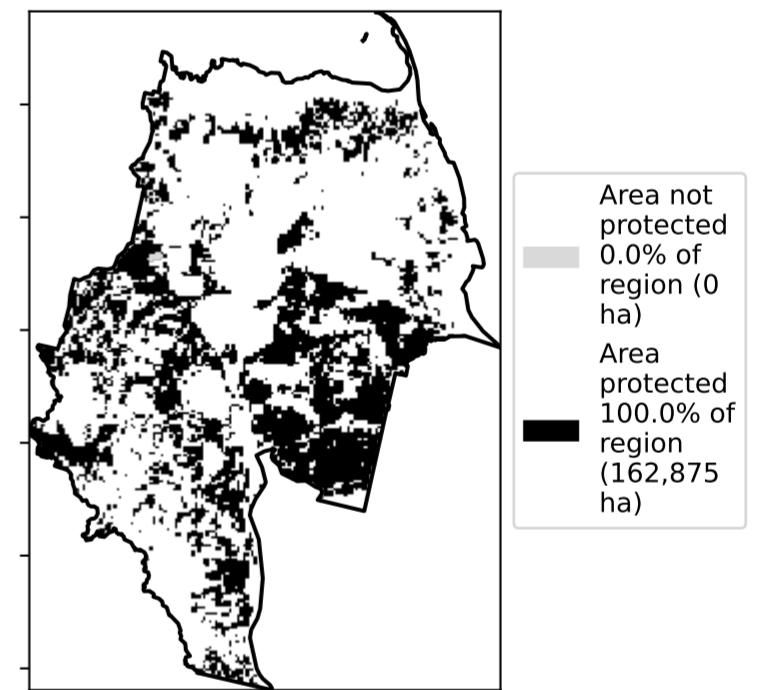 Area not
protected
0.0% of
region (0
ha)
Area
protected
100.0% of
region
(162,875
ha)